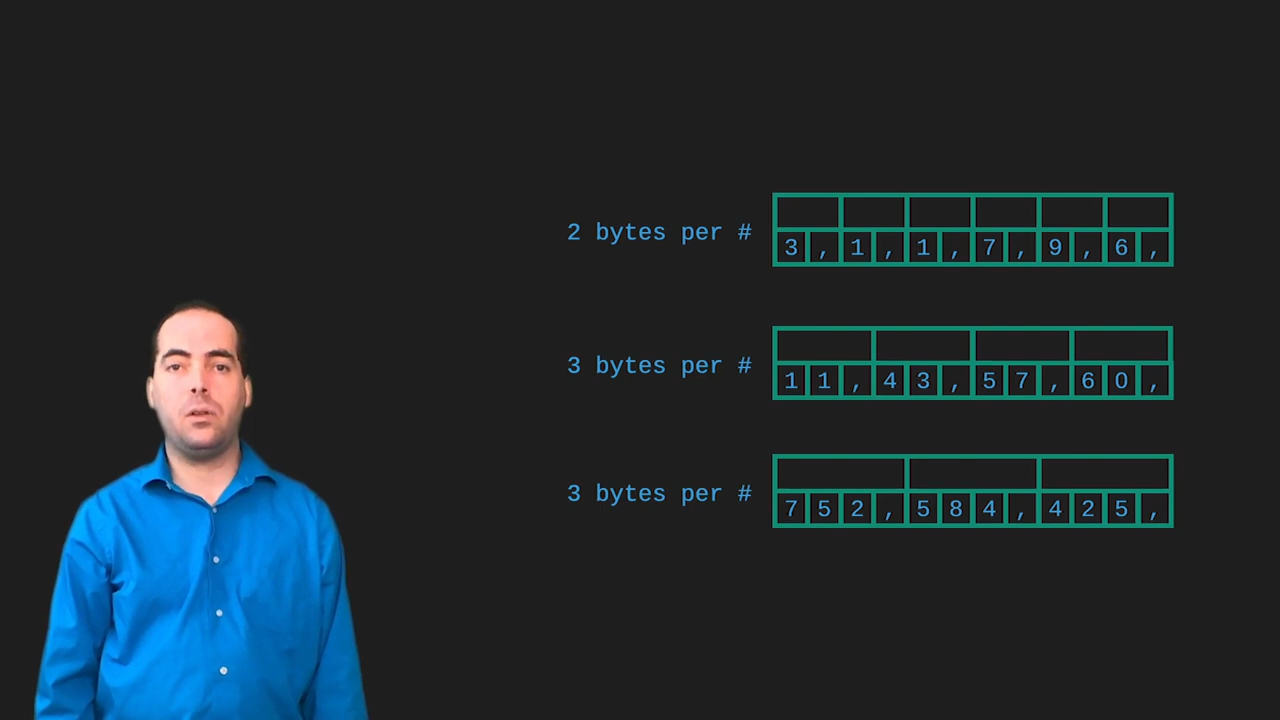 2 bytes per #
3,1,1,7,9,6,
3 bytes per #
11,43,57,60,
3 bytes per #
752,584,425,